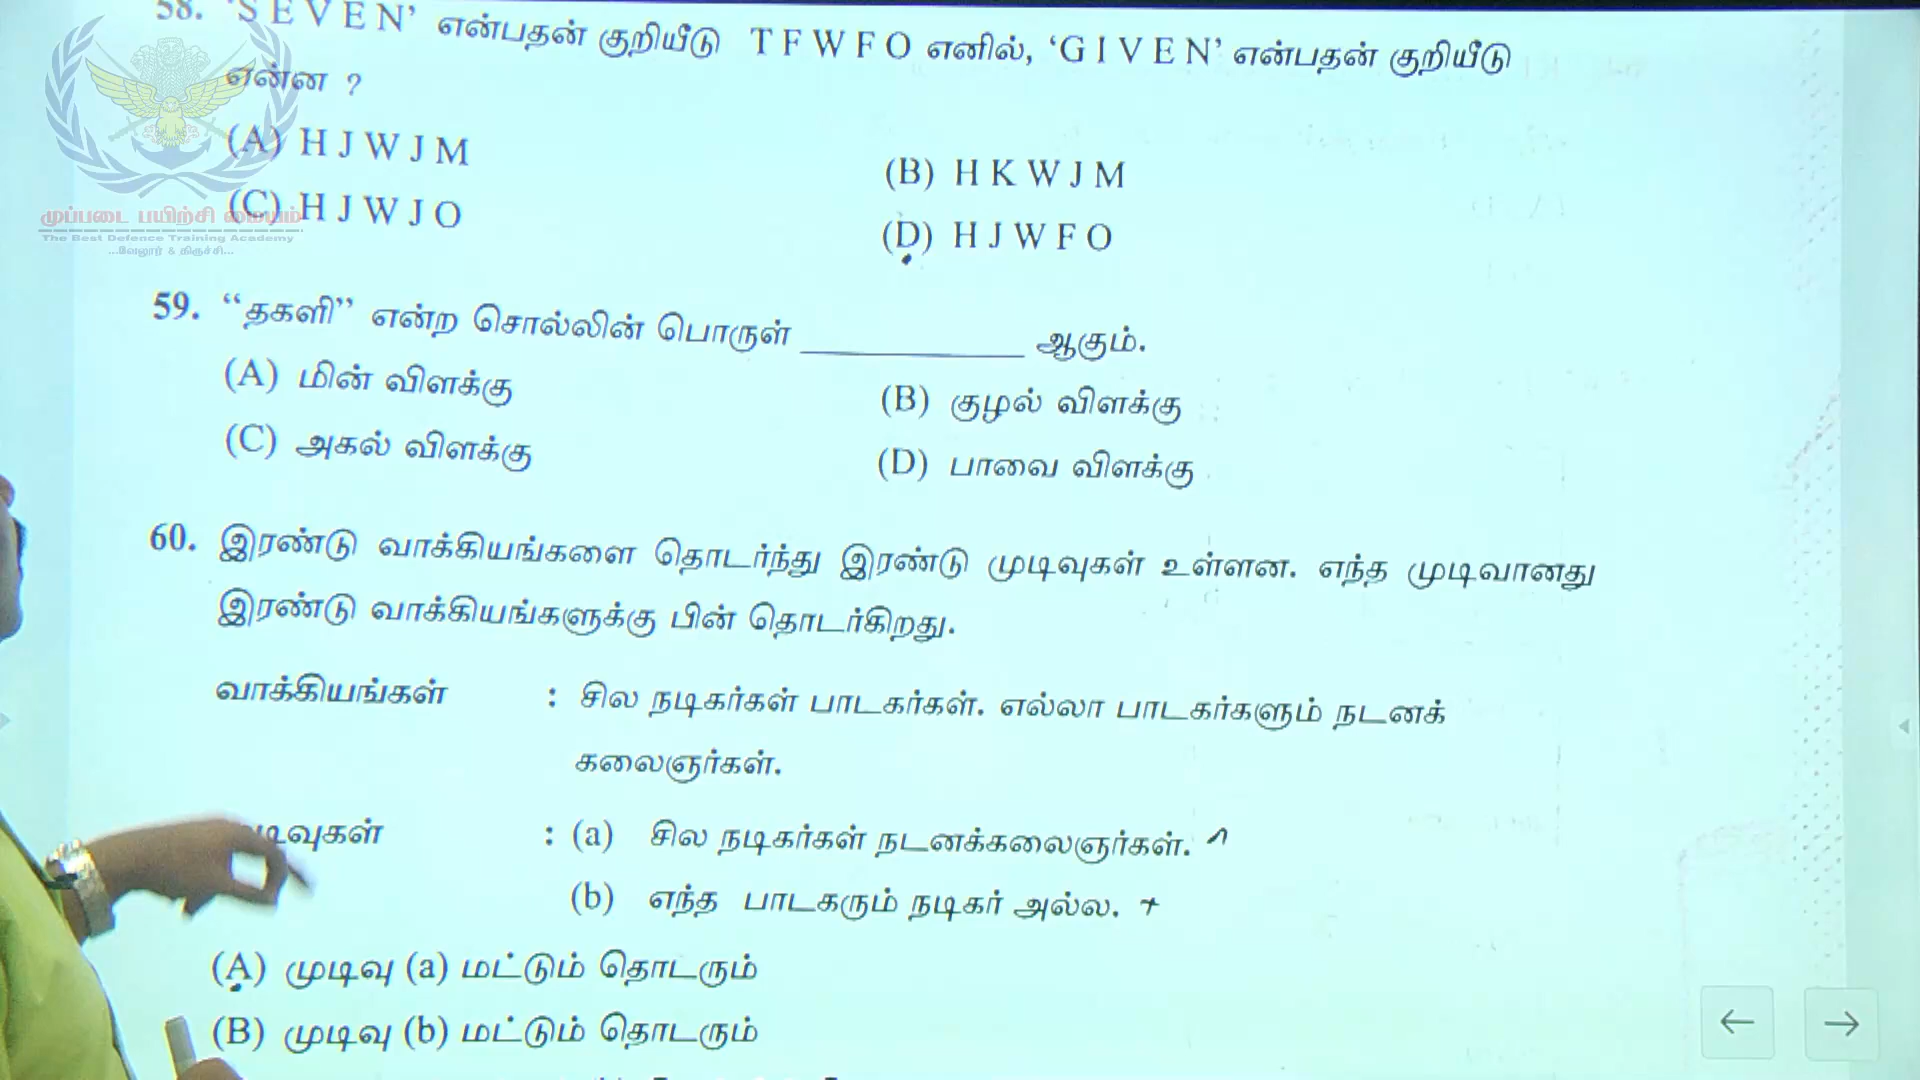 58. ‘S E V E N’ என்பதன் குறியீடு T F W F O எனில், ‘G I V E N’ என்பதன் குறியீடு
என்ன ?
(A) H J W J M
(B) H K W J M
(C) H J W J O
(D) H J W F O
முப்படை பயிற்சி மையம்
The Best Defence Training Academy
...வேலூர் & திருச்சி...
59. “தகளி” என்ற சொல்லின் பொருள் ____________ ஆகும்.
(A) மின் விளக்கு
(B) குழல் விளக்கு
(C) அகல் விளக்கு
(D) பாவை விளக்கு
60. இரண்டு வாக்கியங்களை தொடர்ந்து இரண்டு முடிவுகள் உள்ளன. எந்த முடிவானது
இரண்டு வாக்கியங்களுக்கு பின் தொடர்கிறது.
வாக்கியங்கள் : சில நடிகர்கள் பாடகர்கள். எல்லா பாடகர்களும் நடனக்
கலைஞர்கள்.
டிவுகள் : (a) சில நடிகர்கள் நடனக்கலைஞர்கள்.
(b) எந்த பாடகரும் நடிகர் அல்ல.
(A) முடிவு (a) மட்டும் தொடரும்
(B) முடிவு (b) மட்டும் தொடரும்